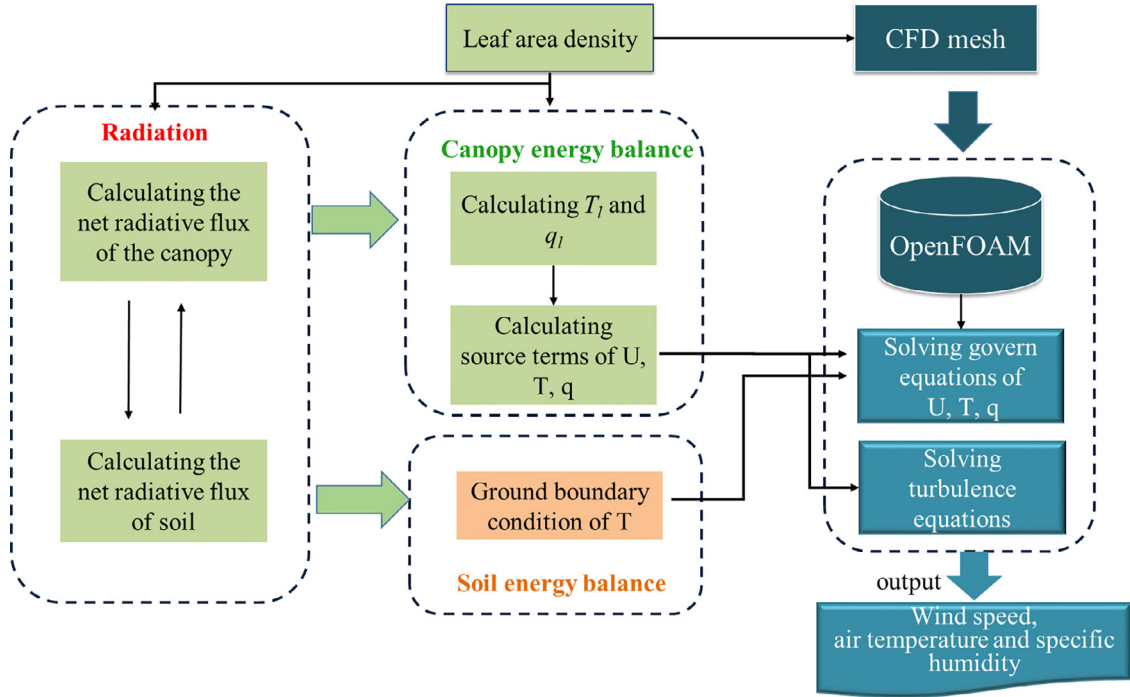 Leaf area density
CFD mesh
Radiation
Calculating the
net radiative flux
of the canopy
Calculating the
net radiative flux
of soil
Canopy energy balance
Calculating T_l and
q_l
Calculating
source terms of U,
T, q
Ground boundary
condition of T
Soil energy balance
OpenFOAM
Solving govern
equations of
U, T, q
Solving
turbulence
equations
output
Wind speed,
air temperature and specific
humidity